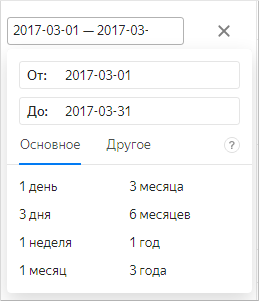 2017-03-01 — 2017-03-
От: 2017-03-01
До: 2017-03-31
Основное Другое ?
1 день 3 месяца
3 дня 6 месяцев
1 неделя 1 год
1 месяц 3 года